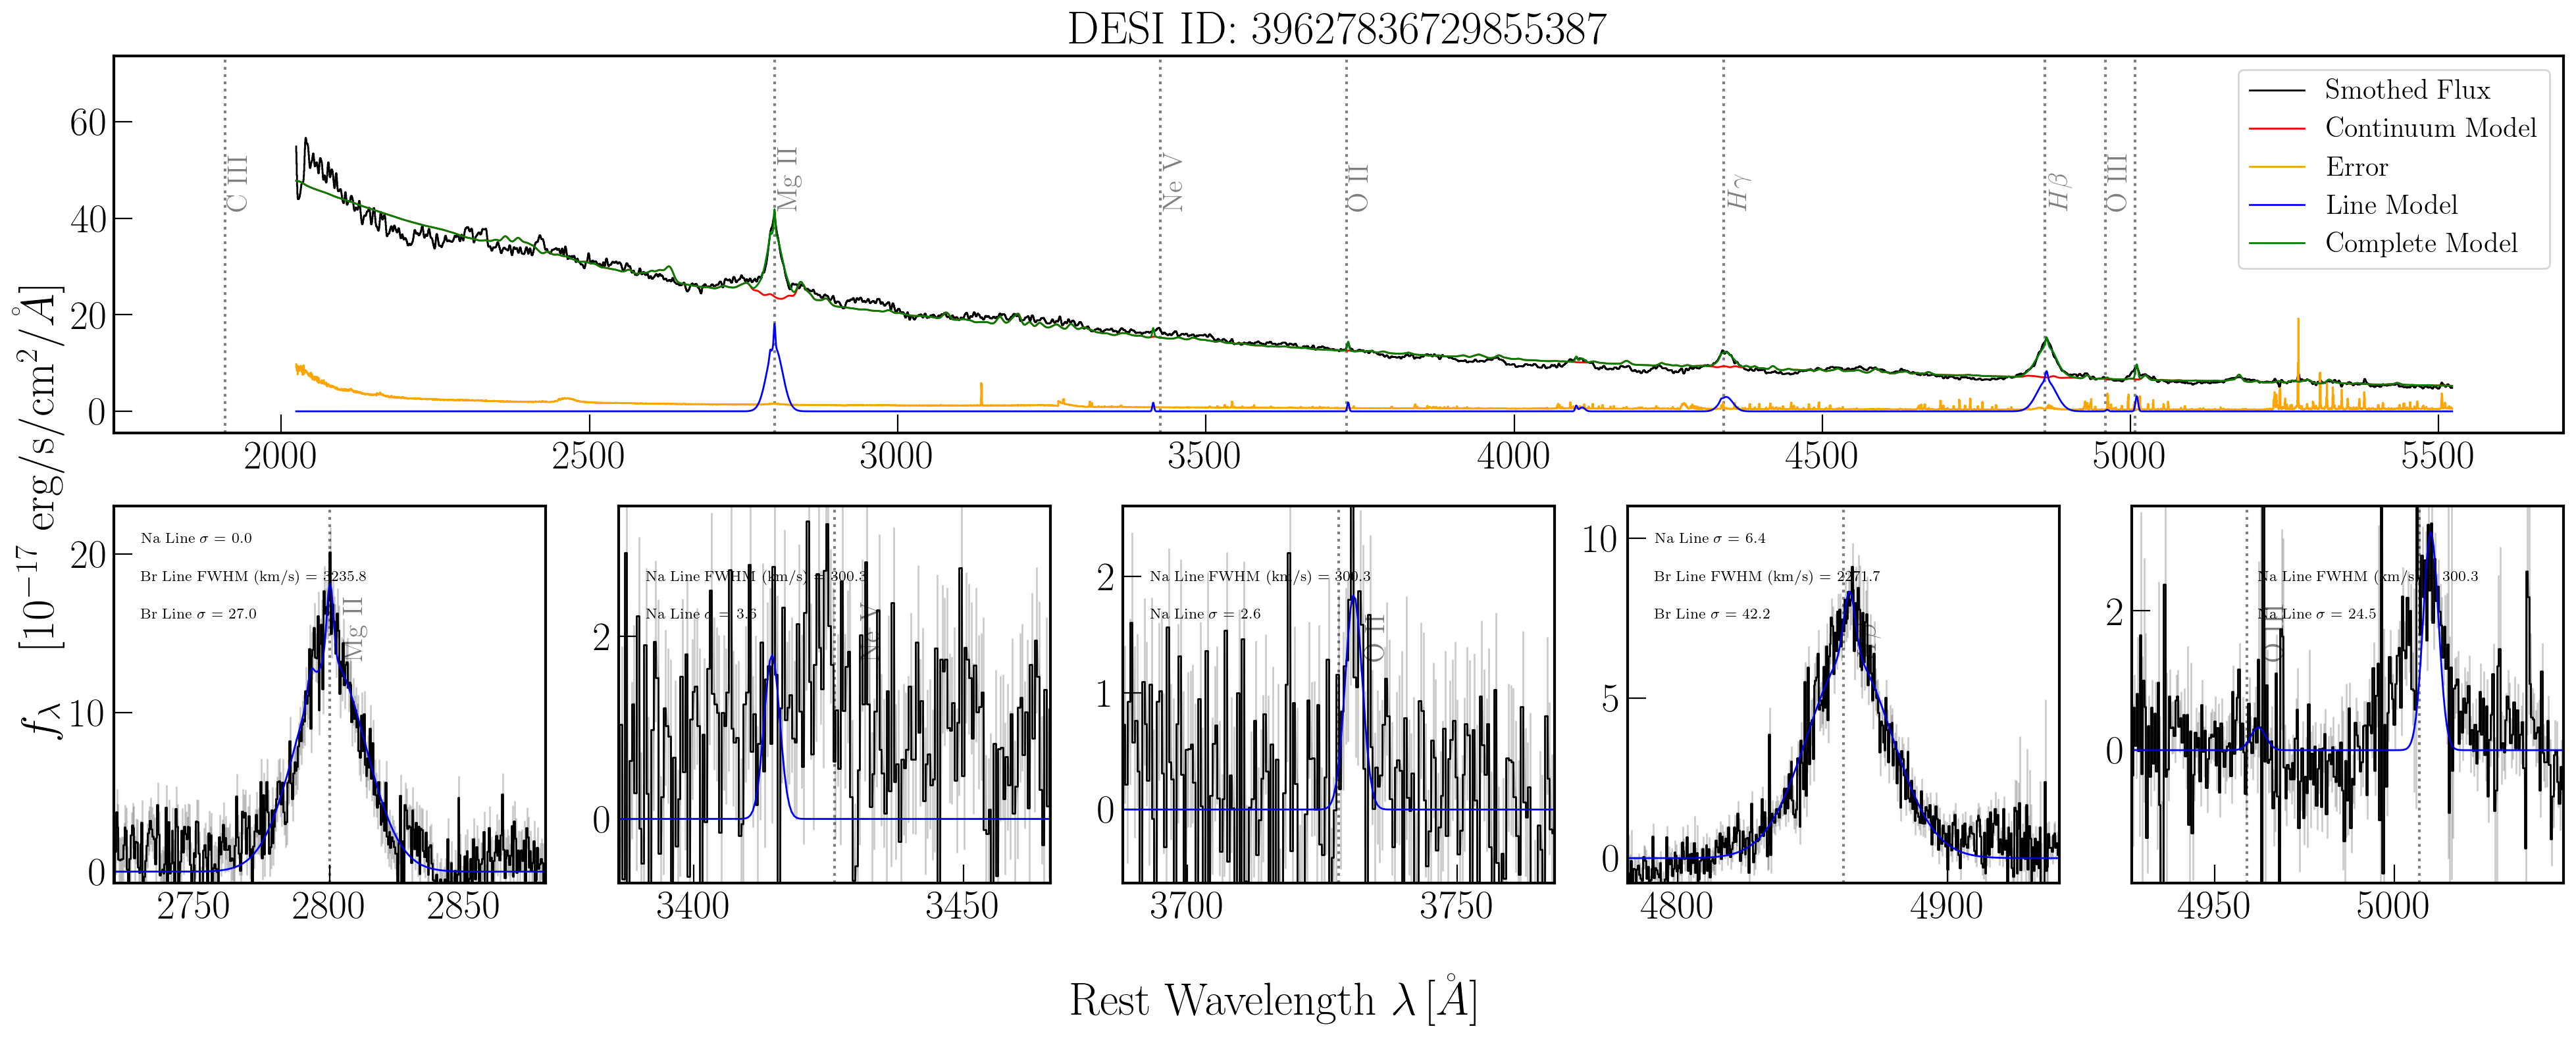 DESI ID: 39627836729855387
60
40
20
0
2000
2500
3000
3500
4000
4500
5000
5500
C III
Mg II
Ne V
O II
Hγ
Hβ
O III
Smothed Flux
Continuum Model
Error
Line Model
Complete Model
f_λ [10^{-17} erg/s/cm^2/Å]
20
10
0
2750
2800
2850
Na Line σ = 0.0
Br Line FWHM (km/s) = 3235.8
Br Line σ = 27.0
Mg II
2
0
3400
3450
Na Line FWHM (km/s) = 300.3
Na Line σ = 3.6
Ne V
2
1
0
3700
3750
Na Line FWHM (km/s) = 300.3
Na Line σ = 2.6
O II
10
5
0
4800
4900
Na Line σ = 6.4
Br Line FWHM (km/s) = 2271.7
Br Line σ = 42.2
2
0
4950
5000
Na Line FWHM (km/s) = 300.3
Na Line σ = 24.5
O III
Rest Wavelength λ [Å]